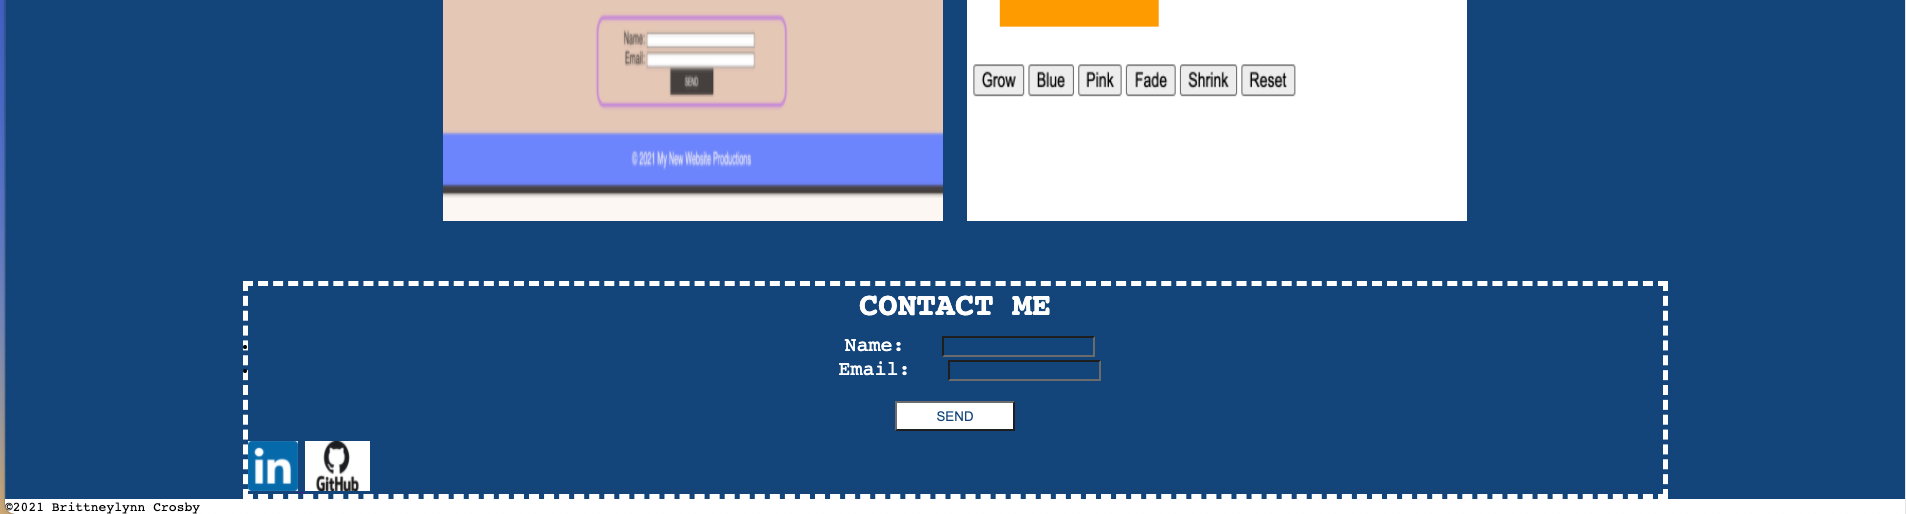 Name:
Email:
SEND
© 2021 My New Website Productions
Grow Blue Pink Fade Shrink Reset
CONTACT ME
Name:
Email:
SEND
in GitHub
©2021 Brittneylynn Crosby